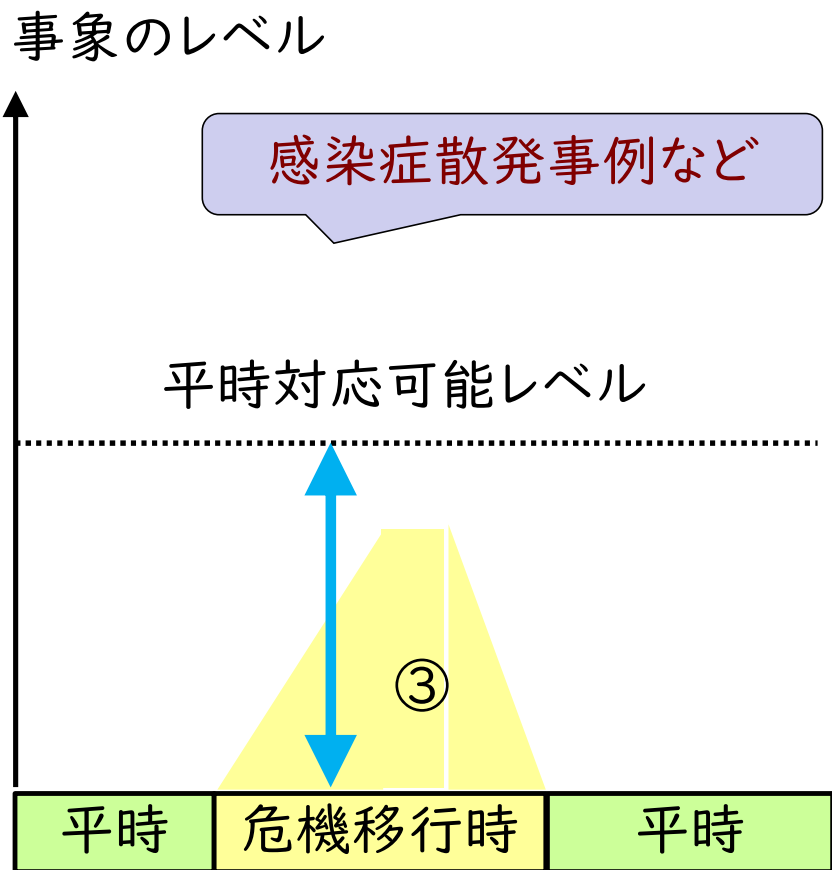 事象のレベル
感染症散発事例など
平時対応可能レベル
③
平時 危機移行時 平時